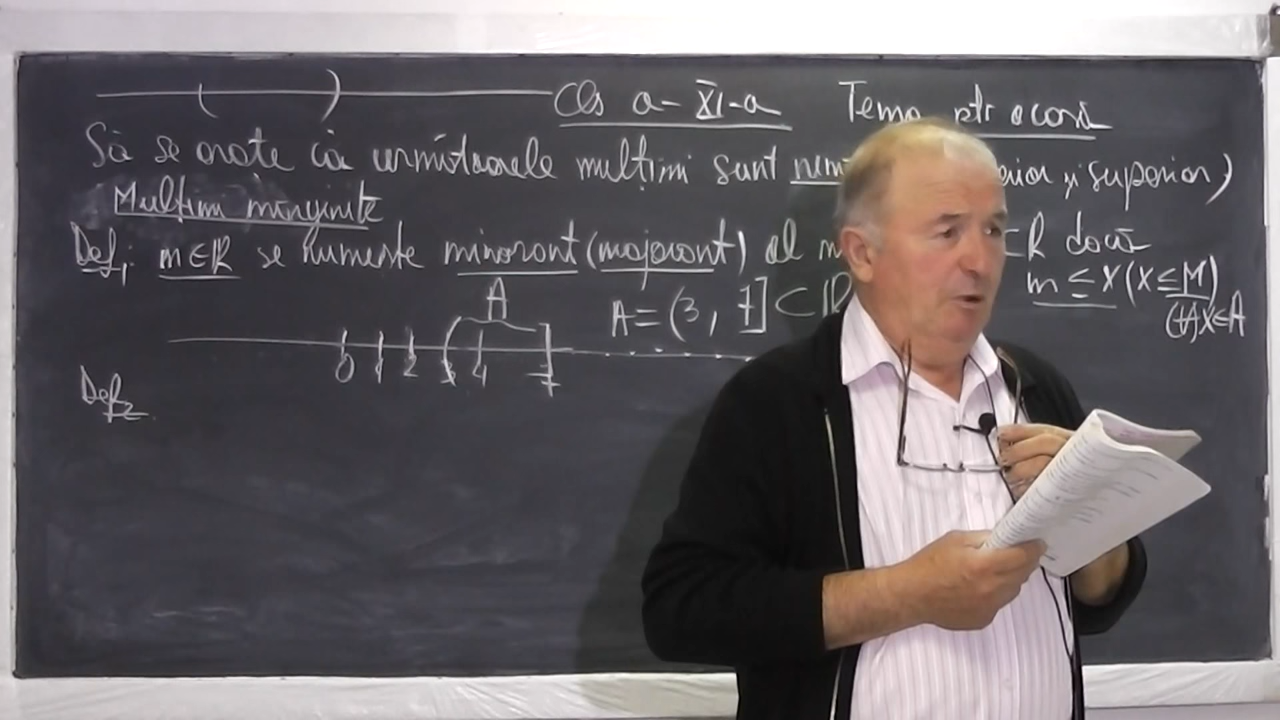 Cls a-XI-a Tema ptr acasă
Să se arate că următoarele mulțimi sunt superior)
Mulțimi mărginite
Def1 m∈R se numește minorant (majorant) al ⊂R dacă
m ≤ x (x ≤ M)
(∀)x∈A
A
A = (3, 7] ⊂ R
0 1 2 3 4 7
Def2